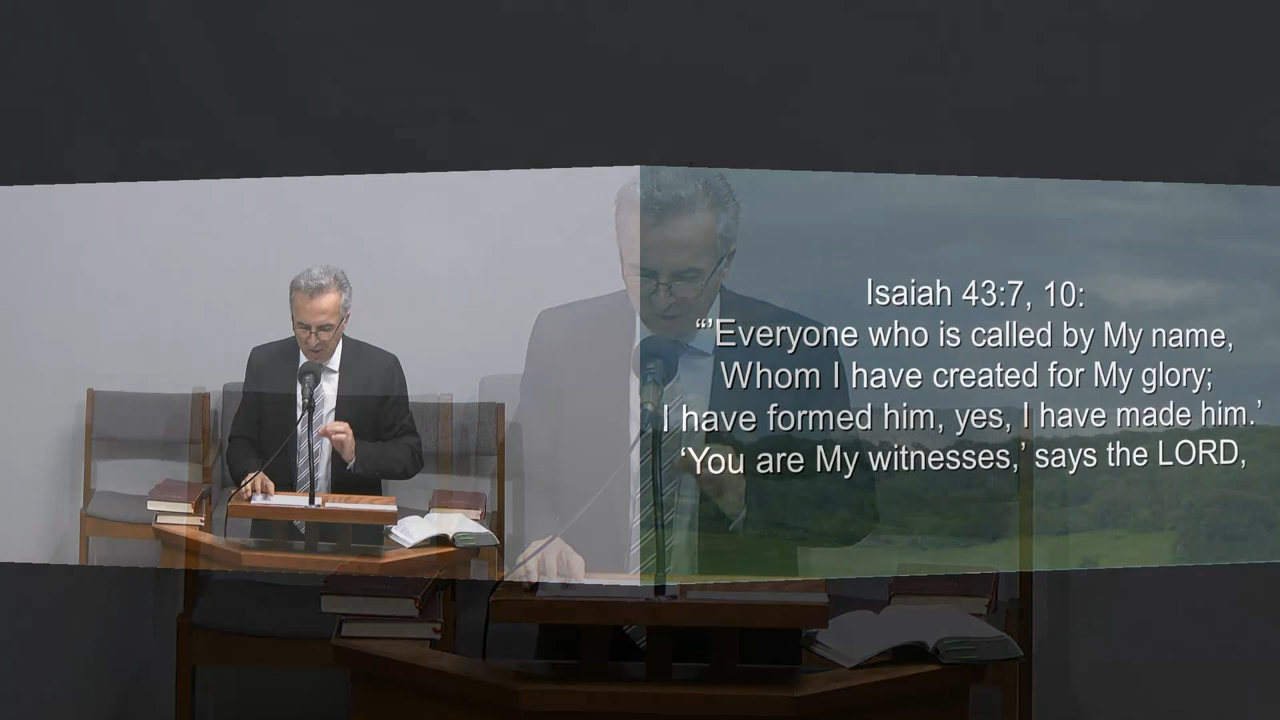 Isaiah 43:7, 10:
“’Everyone who is called by My name,
Whom I have created for My glory;
I have formed him, yes, I have made him.’
‘You are My witnesses,’ says the LORD,